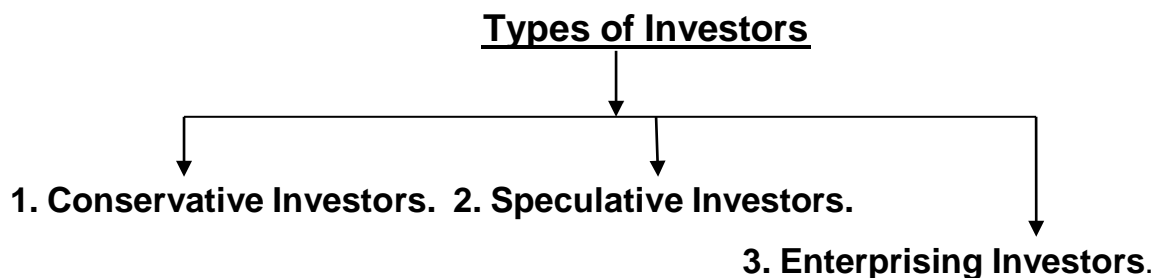 Types of Investors
1. Conservative Investors. 2. Speculative Investors.
3. Enterprising Investors.